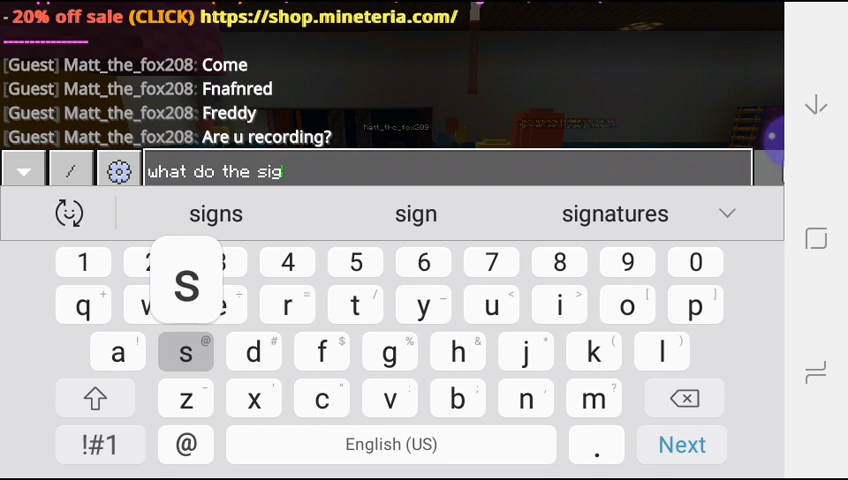 - 20% off sale (CLICK) https://shop.mineteria.com/
--------------
[Guest] Matt_the_fox208: Come
[Guest] Matt_the_fox208: Fnafnred
[Guest] Matt_the_fox208: Freddy
[Guest] Matt_the_fox208: Are u recording?
/ what do the sig
signs sign signatures
1 2 3 4 5 6 7 8 9 0
s
q + w e ÷ r = t / y _ u < i > o [ p ]
a ! s @ d # f $ g % h & j * k ( l )
z - x ' c " v : b ; n , m ?
!#1 @ English (US) . Next